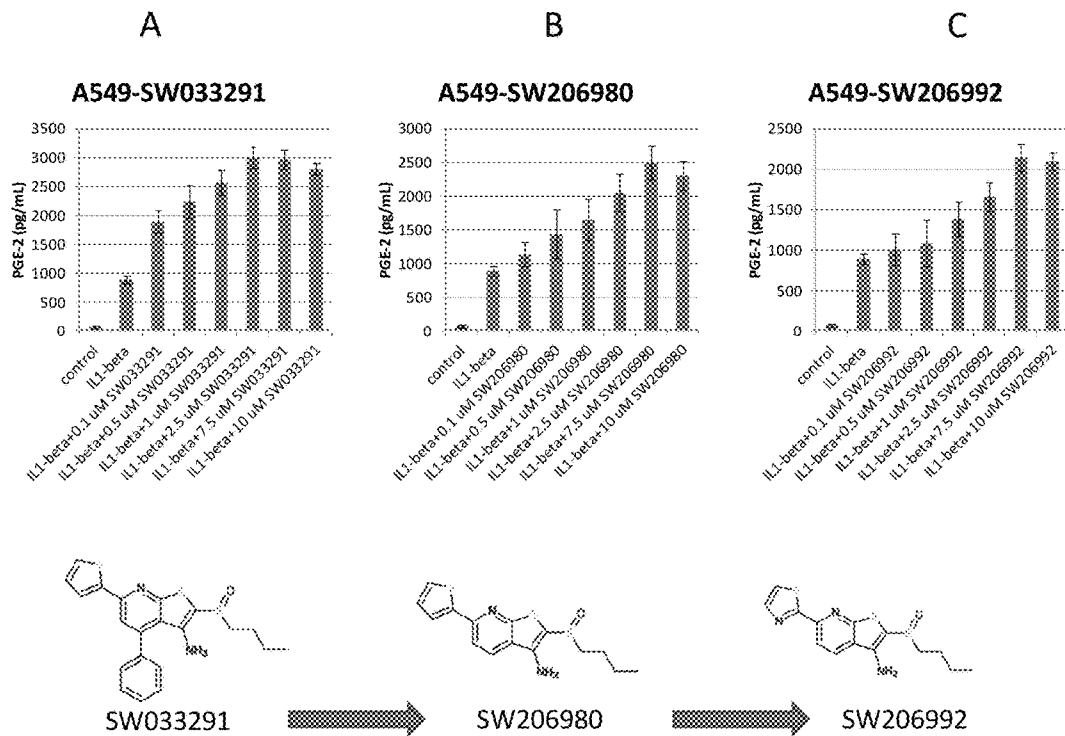 A
B
C
A549-SW033291
A549-SW206980
A549-SW206992
PGE-2 (pg/mL)
3500
3000
2500
2000
1500
1000
500
0
control
IL1-beta
IL1-beta+0.1 uM SW033291
IL1-beta+0.5 uM SW033291
IL1-beta+1 uM SW033291
IL1-beta+2.5 uM SW033291
IL1-beta+7.5 uM SW033291
IL1-beta+10 uM SW033291
PGE-2 (pg/mL)
3000
2500
2000
1500
1000
500
0
control
IL1-beta
IL1-beta+0.1 uM SW206980
IL1-beta+0.5 uM SW206980
IL1-beta+1 uM SW206980
IL1-beta+2.5 uM SW206980
IL1-beta+7.5 uM SW206980
IL1-beta+10 uM SW206980
PGE-2 (pg/mL)
2500
2000
1500
1000
500
0
control
IL1-beta
IL1-beta+0.1 uM SW206992
IL1-beta+0.5 uM SW206992
IL1-beta+1 uM SW206992
IL1-beta+2.5 uM SW206992
IL1-beta+7.5 uM SW206992
IL1-beta+10 uM SW206992
N
O
NH2
N
O
NH2
N
N
O
NH2
SW033291
SW206980
SW206992